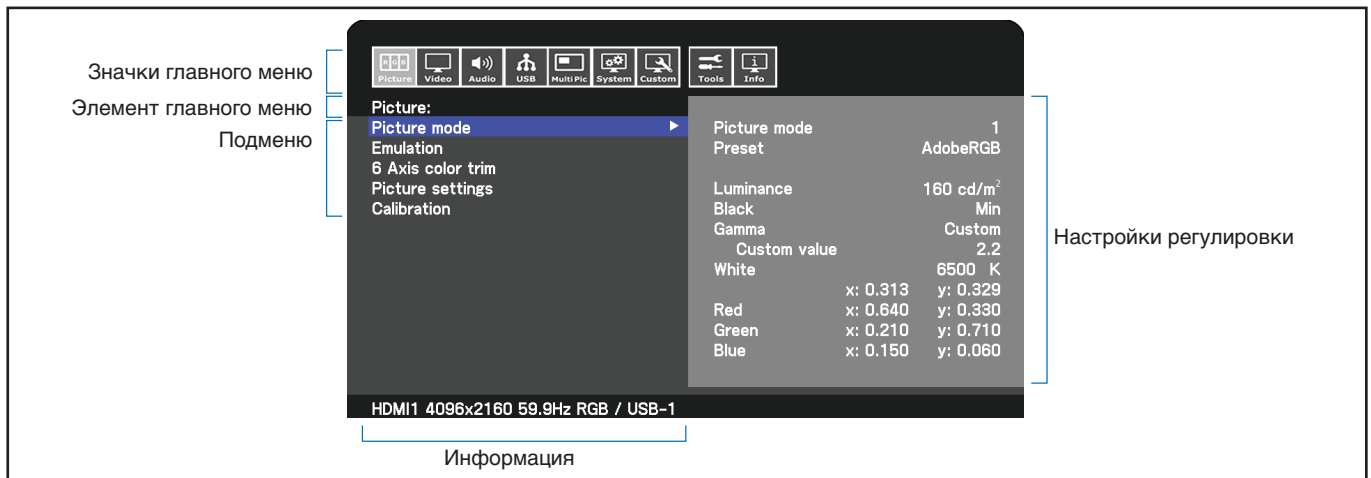 Значки главного меню
RGB
Picture Video Audio USB Multi Pic System Custom Tools Info
Элемент главного меню
Picture:
Подменю
Picture mode
Emulation
6 Axis color trim
Picture settings
Calibration
Picture mode 1
Preset AdobeRGB
Luminance 160 cd/m²
Black Min
Gamma Custom
Custom value 2.2
White 6500 K
x: 0.313 y: 0.329
Red x: 0.640 y: 0.330
Green x: 0.210 y: 0.710
Blue x: 0.150 y: 0.060
Настройки регулировки
HDMI1 4096x2160 59.9Hz RGB / USB-1
Информация